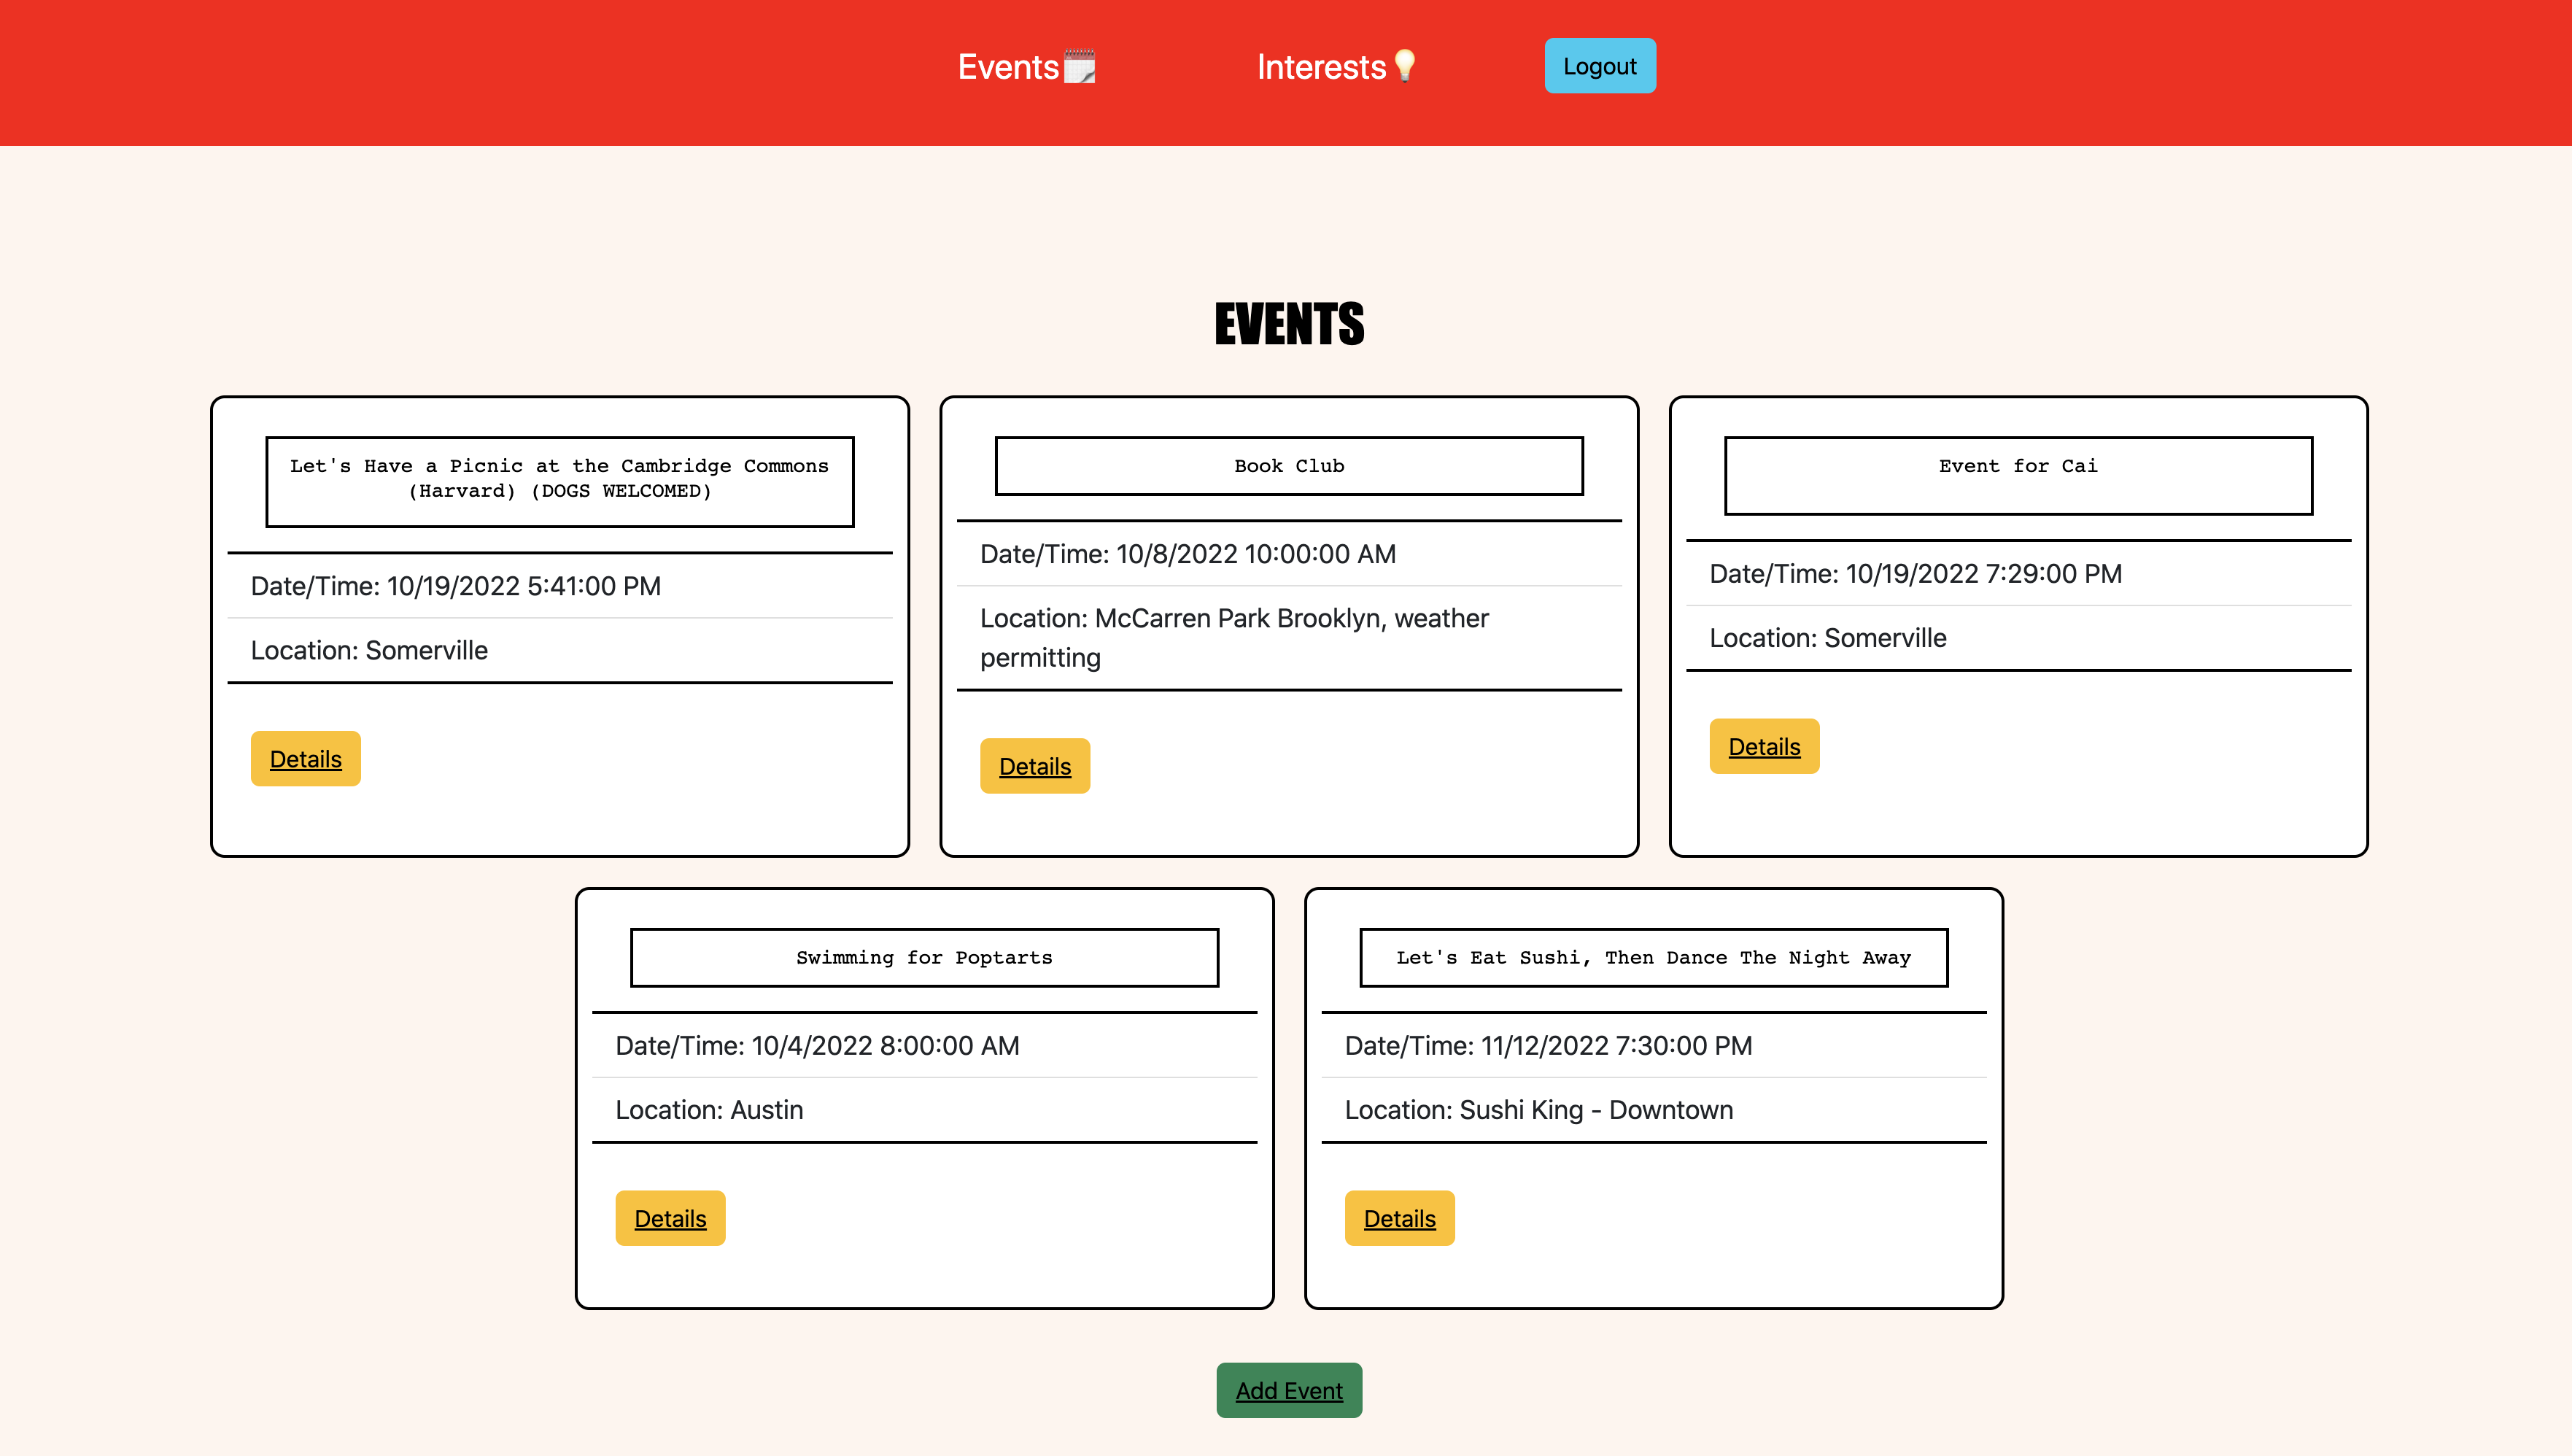 Events
Interests
Logout
EVENTS
Let's Have a Picnic at the Cambridge Commons
(Harvard) (DOGS WELCOMED)
Date/Time: 10/19/2022 5:41:00 PM
Location: Somerville
Details
Book Club
Date/Time: 10/8/2022 10:00:00 AM
Location: McCarren Park Brooklyn, weather
permitting
Details
Event for Cai
Date/Time: 10/19/2022 7:29:00 PM
Location: Somerville
Details
Swimming for Poptarts
Date/Time: 10/4/2022 8:00:00 AM
Location: Austin
Details
Let's Eat Sushi, Then Dance The Night Away
Date/Time: 11/12/2022 7:30:00 PM
Location: Sushi King - Downtown
Details
Add Event